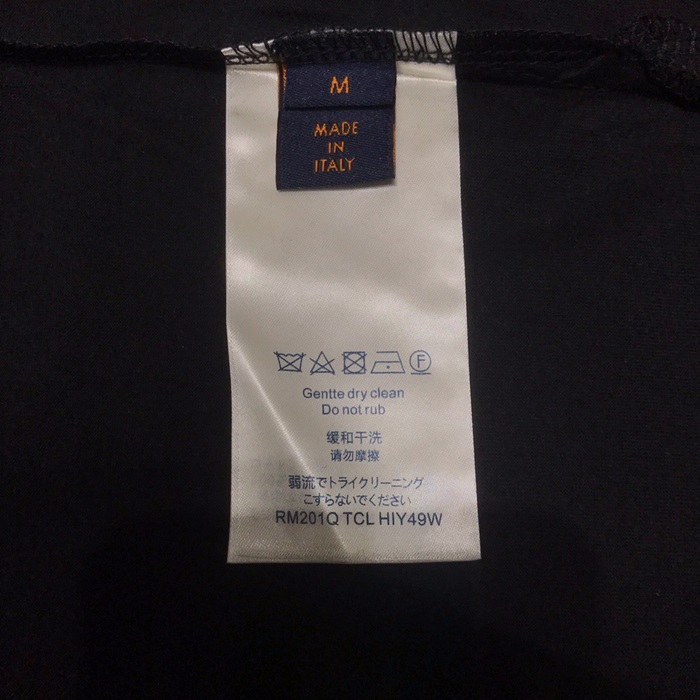 M
MADE
IN
ITALY
F
Gentte dry clean
Do not rub
缓和干洗
请勿摩擦
弱流でトライクリーニング
こすらないでください
RM201Q TCL HIY49W